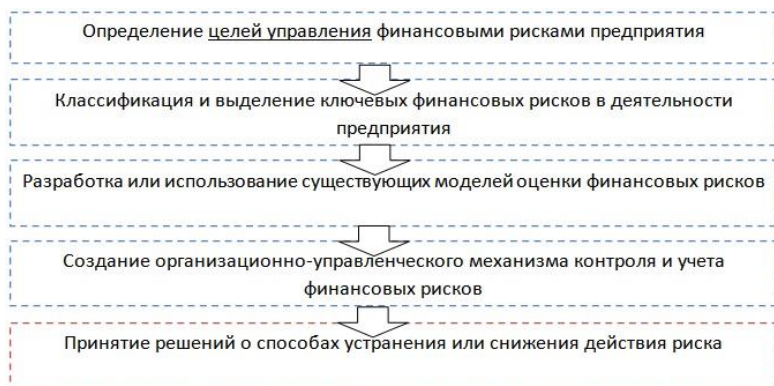 Определение целей управления финансовыми рисками предприятия
Классификация и выделение ключевых финансовых рисков в деятельности
предприятия
Разработка или использование существующих моделей оценки финансовых рисков
Создание организационно-управленческого механизма контроля и учета
финансовых рисков
Принятие решений о способах устранения или снижения действия риска